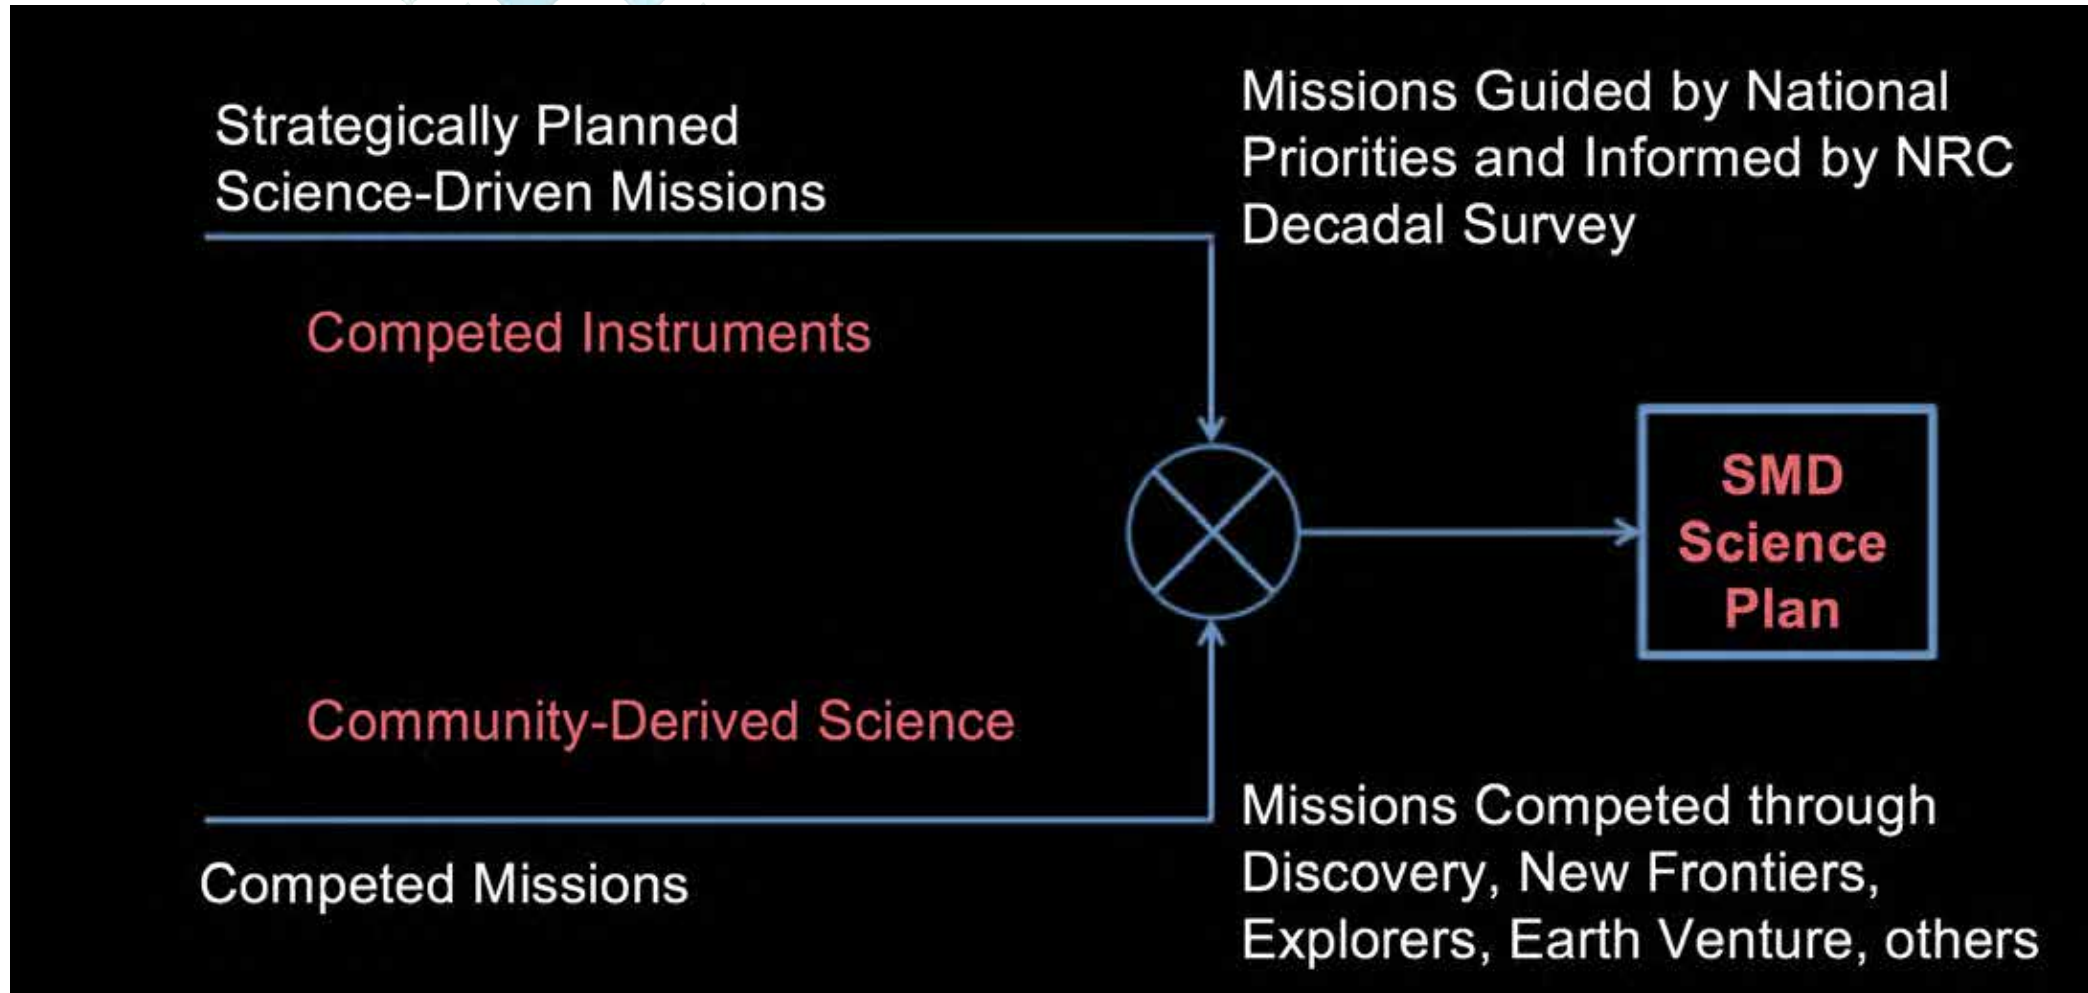 Strategically Planned
Science-Driven Missions
Missions Guided by National
Priorities and Informed by NRC
Decadal Survey
Competed Instruments
SMD
Science
Plan
Community-Derived Science
Competed Missions
Missions Competed through
Discovery, New Frontiers,
Explorers, Earth Venture, others